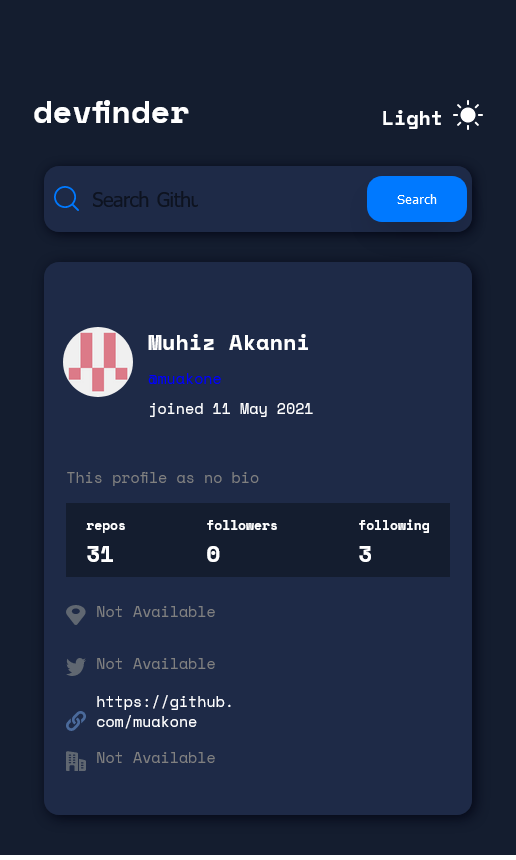 devfinder
Light
Search Githu
Search
Muhiz Akanni
@muakone
joined 11 May 2021
This profile as no bio
repos followers following
31 0 3
Not Available
Not Available
https://github.
com/muakone
Not Available